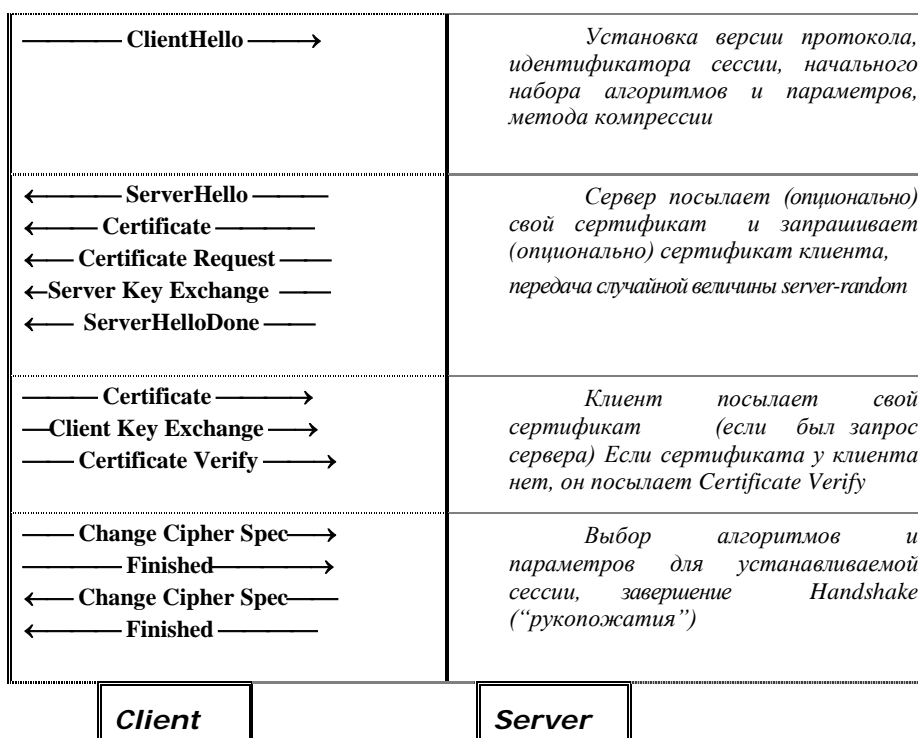 ClientHello →
Установка версии протокола,
идентификатора сессии, начального
набора алгоритмов и параметров,
метода компрессии
← ServerHello
← Certificate
← Certificate Request
←Server Key Exchange
← ServerHelloDone
Сервер посылает (опционально)
свой сертификат и запрашивает
(опционально) сертификат клиента,
передача случайной величины server-random
Certificate →
Client Key Exchange →
Certificate Verify →
Клиент посылает свой
сертификат (если был запрос
сервера) Если сертификата у клиента
нет, он посылает Certificate Verify
Change Cipher Spec →
Finished →
← Change Cipher Spec
← Finished
Выбор алгоритмов и
параметров для устанавливаемой
сессии, завершение Handshake
(“рукопожатия”)
Client
Server